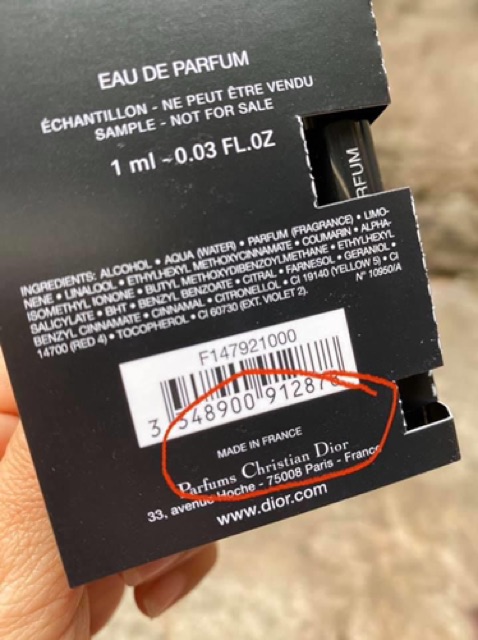 EAU DE PARFUM
ÉCHANTILLON - NE PEUT ÊTRE VENDU
SAMPLE - NOT FOR SALE
1 ml ~0.03 FL.OZ
RFUM
INGREDIENTS: ALCOHOL • AQUA (WATER) • PARFUM (FRAGRANCE) • LIMO-
NENE • LINALOOL • ETHYLHEXYL METHOXYCINNAMATE • COUMARIN • ALPHA-
ISOMETHYL IONONE • BUTYL METHOXYDIBENZOYLMETHANE • ETHYLHEXYL
SALICYLATE • BHT • BENZYL BENZOATE • CITRAL • FARNESOL • GERANIOL •
BENZYL CINNAMATE • CINNAMAL • CITRONELLOL • CI 19140 (YELLOW 5) • CI
14700 (RED 4) • TOCOPHEROL • CI 60730 (EXT. VIOLET 2).
N° 10950/A
F147921000
3 348900 91287
MADE IN FRANCE
Parfums Christian Dior
33, avenue Hoche - 75008 Paris - France
www.dior.com